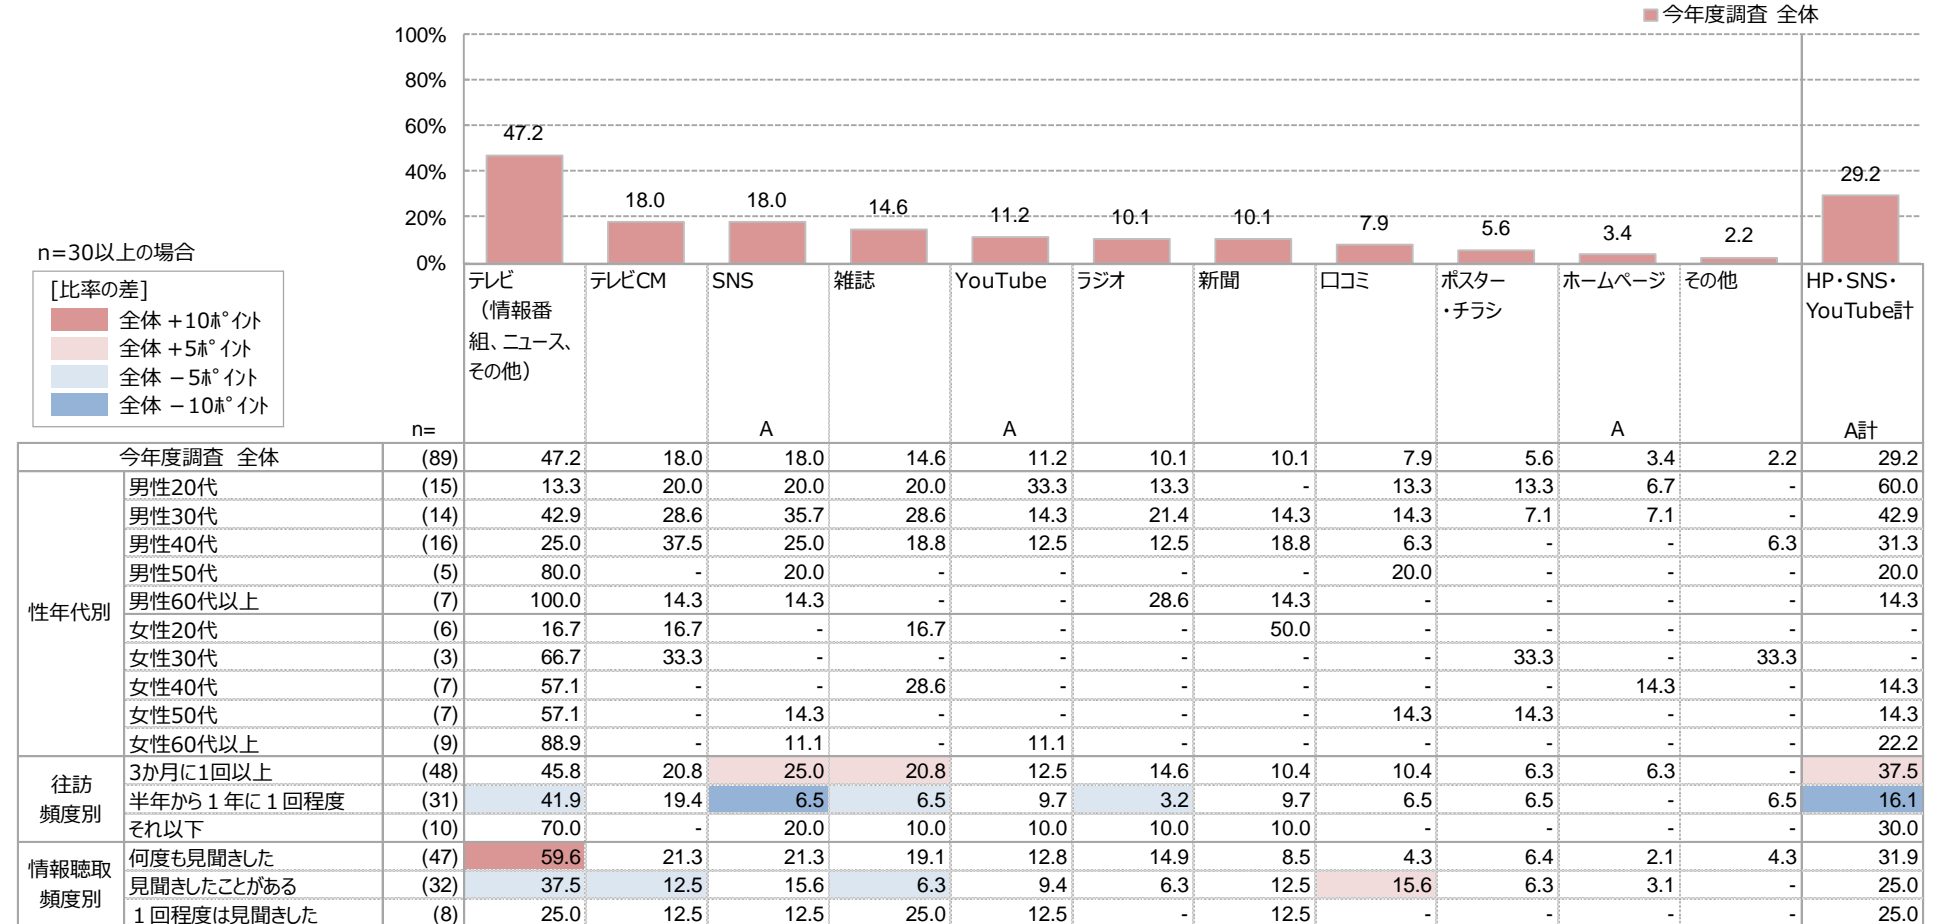 今年度調査 全体
100%
80%
60%
40%
20%
0%
47.2
18.0
18.0
14.6
11.2
10.1
10.1
7.9
5.6
3.4
2.2
29.2
n=30以上の場合
[比率の差]
全体 +10ﾎﾟｲﾝﾄ
全体 +5ﾎﾟｲﾝﾄ
全体 －5ﾎﾟｲﾝﾄ
全体 －10ﾎﾟｲﾝﾄ
テレビ
（情報番
組、ニュース、
その他）
テレビCM
SNS
雑誌
YouTube
ラジオ
新聞
口コミ
ポスター
・チラシ
ホームページ
その他
HP・SNS・
YouTube計
n= A A A A計
今年度調査 全体 (89) 47.2 18.0 18.0 14.6 11.2 10.1 10.1 7.9 5.6 3.4 2.2 29.2
性年代別
男性20代 (15) 13.3 20.0 20.0 20.0 33.3 13.3 - 13.3 13.3 6.7 - 60.0
男性30代 (14) 42.9 28.6 35.7 28.6 14.3 21.4 14.3 14.3 7.1 7.1 - 42.9
男性40代 (16) 25.0 37.5 25.0 18.8 12.5 12.5 18.8 6.3 - - 6.3 31.3
男性50代 (5) 80.0 - 20.0 - - - - 20.0 - - - 20.0
男性60代以上 (7) 100.0 14.3 14.3 - - 28.6 14.3 - - - - 14.3
女性20代 (6) 16.7 16.7 - 16.7 - - 50.0 - - - - -
女性30代 (3) 66.7 33.3 - - - - - - 33.3 - 33.3 -
女性40代 (7) 57.1 - - 28.6 - - - - - 14.3 - 14.3
女性50代 (7) 57.1 - 14.3 - - - - 14.3 14.3 - - 14.3
女性60代以上 (9) 88.9 - 11.1 - 11.1 - - - - - - 22.2
往訪
頻度別
3か月に1回以上 (48) 45.8 20.8 25.0 20.8 12.5 14.6 10.4 10.4 6.3 6.3 - 37.5
半年から１年に１回程度 (31) 41.9 19.4 6.5 6.5 9.7 3.2 9.7 6.5 6.5 - 6.5 16.1
それ以下 (10) 70.0 - 20.0 10.0 10.0 10.0 10.0 - - - - 30.0
情報聴取
頻度別
何度も見聞きした (47) 59.6 21.3 21.3 19.1 12.8 14.9 8.5 4.3 6.4 2.1 4.3 31.9
見聞きしたことがある (32) 37.5 12.5 15.6 6.3 9.4 6.3 12.5 15.6 6.3 3.1 - 25.0
１回程度は見聞きした (8) 25.0 12.5 12.5 25.0 12.5 - 12.5 - - - - 25.0